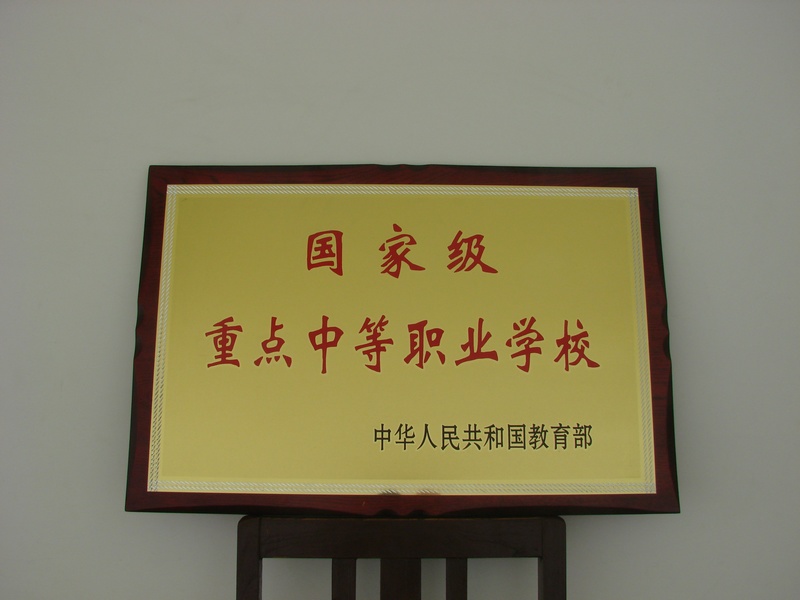 国家级
重点中等职业学校
中华人民共和国教育部